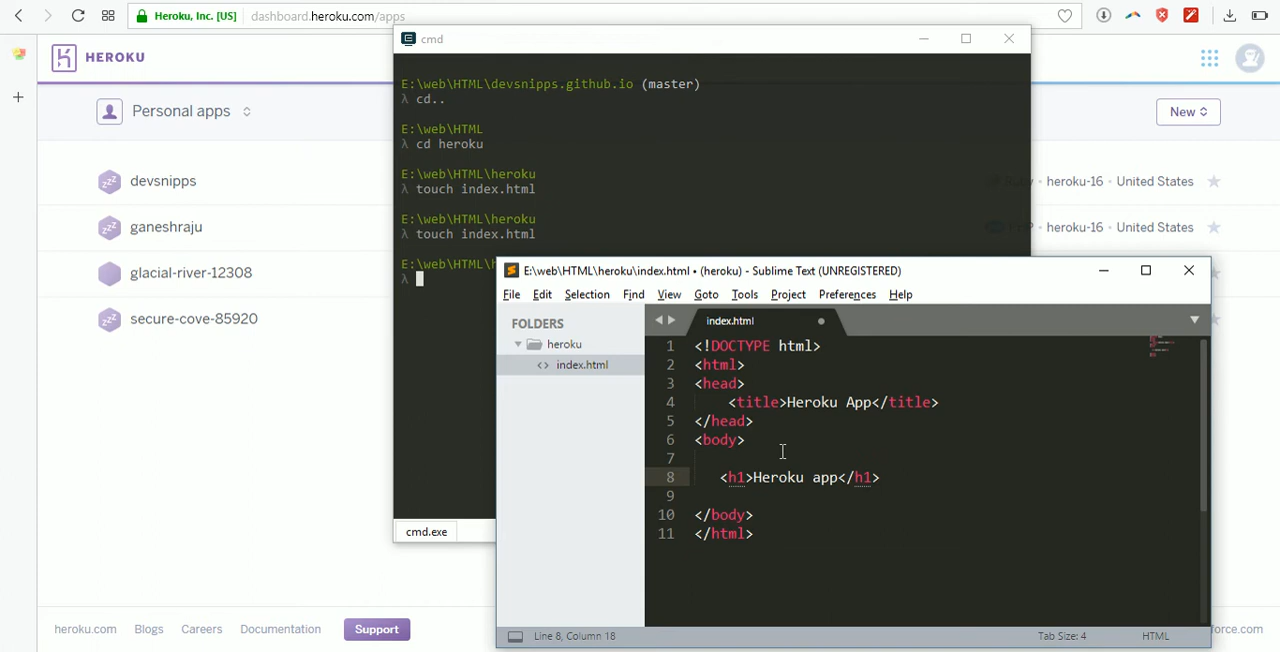 Heroku, Inc. [US]
dashboard.heroku.com/apps
HEROKU
Personal apps
New
devsnipps
heroku-16 • United States
ganeshraju
heroku-16 • United States
glacial-river-12308
secure-cove-85920
heroku.com Blogs Careers Documentation Support
cmd
E:\web\HTML\devsnipps.github.io (master)
λ cd..
E:\web\HTML
λ cd heroku
E:\web\HTML\heroku
λ touch index.html
E:\web\HTML\heroku
λ touch index.html
λ
cmd.exe
E:\web\HTML\heroku\index.html • (heroku) - Sublime Text (UNREGISTERED)
File Edit Selection Find View Goto Tools Project Preferences Help
FOLDERS
heroku
<> index.html
index.html
1 <!DOCTYPE html>
2 <html>
3 <head>
4 <title>Heroku App</title>
5 </head>
6 <body>
7
8 <h1>Heroku app</h1>
9
10 </body>
11 </html>
Line 8, Column 18
Tab Size: 4
HTML